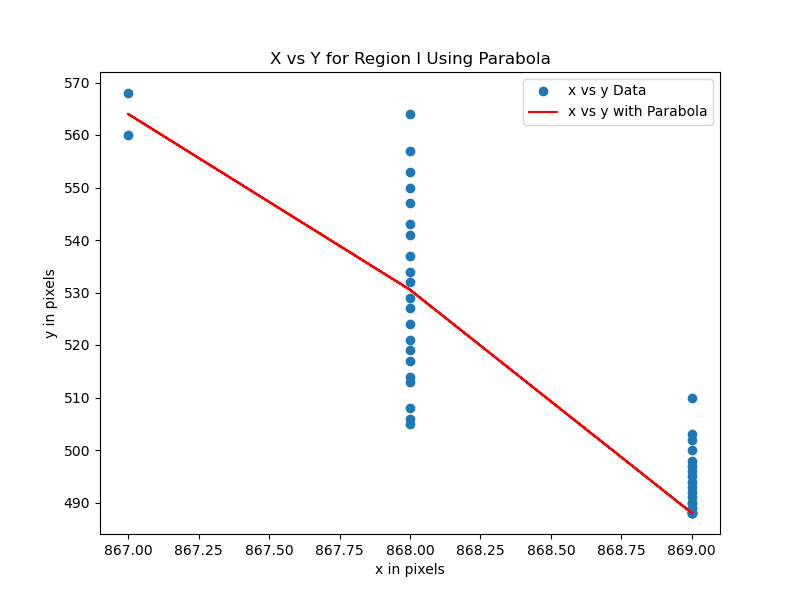 X vs Y for Region I Using Parabola
x vs y Data
x vs y with Parabola
570
560
550
540
530
520
510
500
490
y in pixels
867.00 867.25 867.50 867.75 868.00 868.25 868.50 868.75 869.00
x in pixels